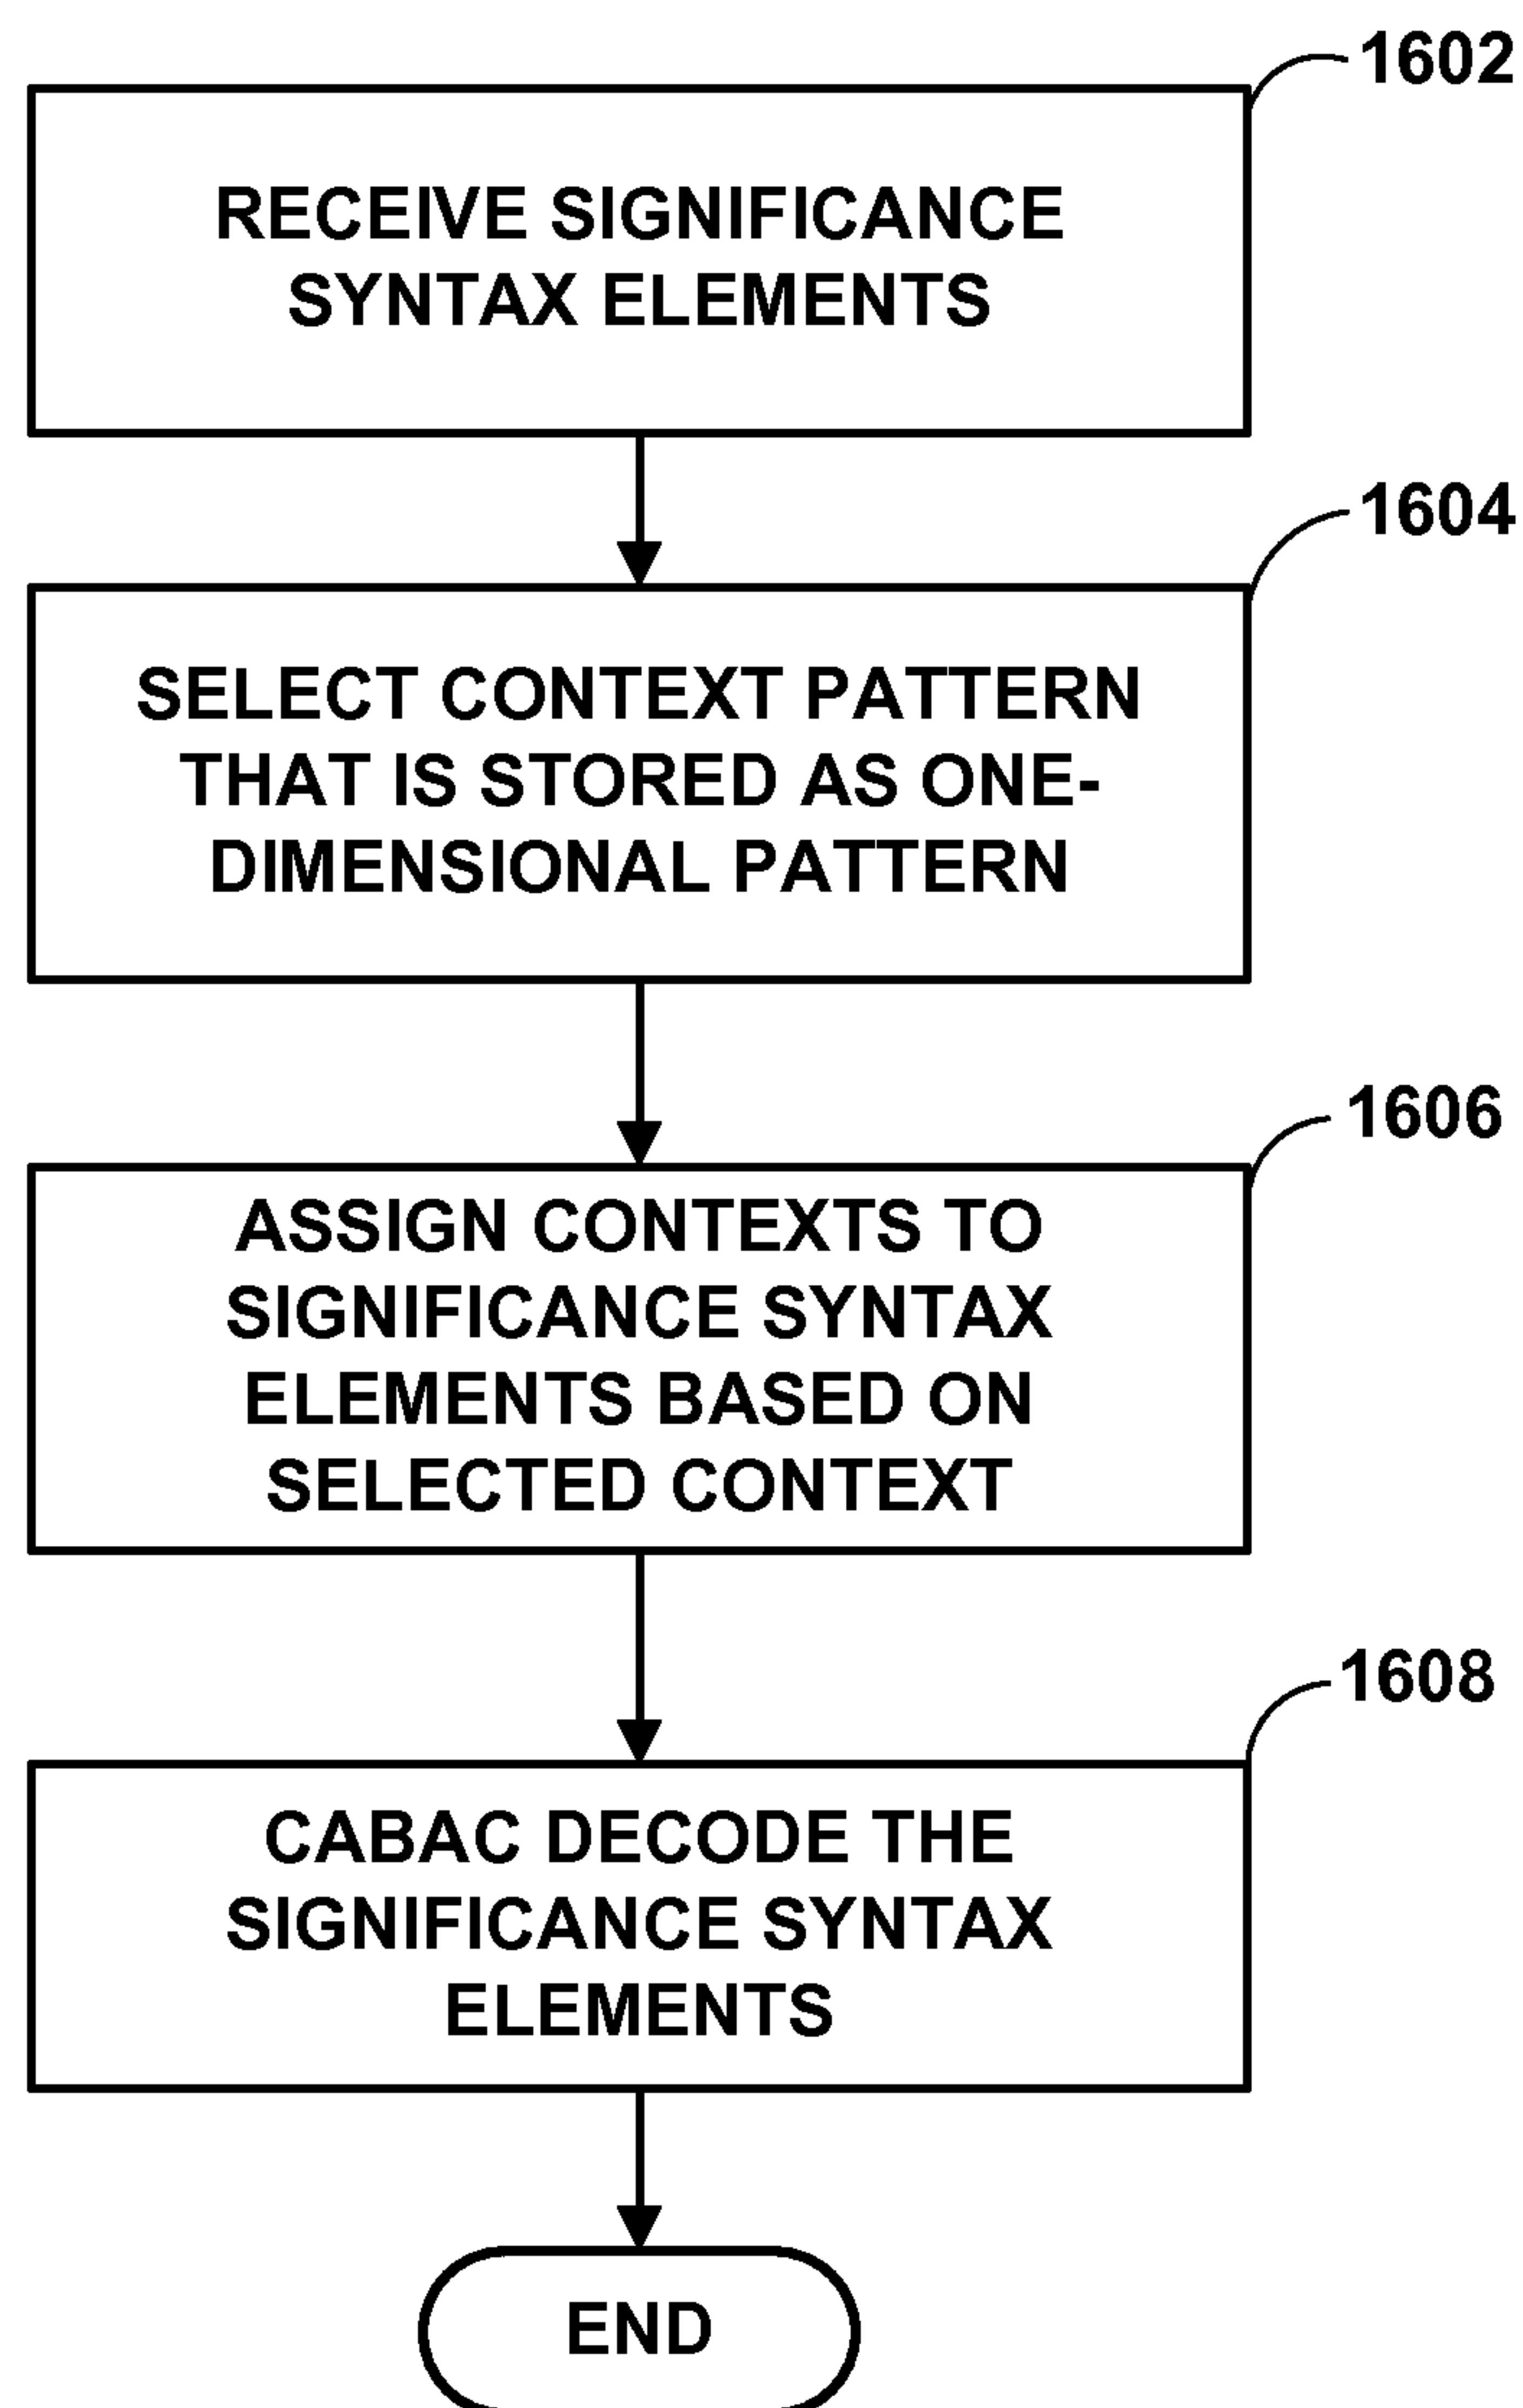 1602
RECEIVE SIGNIFICANCE
SYNTAX ELEMENTS
1604
SELECT CONTEXT PATTERN
THAT IS STORED AS ONE-
DIMENSIONAL PATTERN
1606
ASSIGN CONTEXTS TO
SIGNIFICANCE SYNTAX
ELEMENTS BASED ON
SELECTED CONTEXT
1608
CABAC DECODE THE
SIGNIFICANCE SYNTAX
ELEMENTS
END